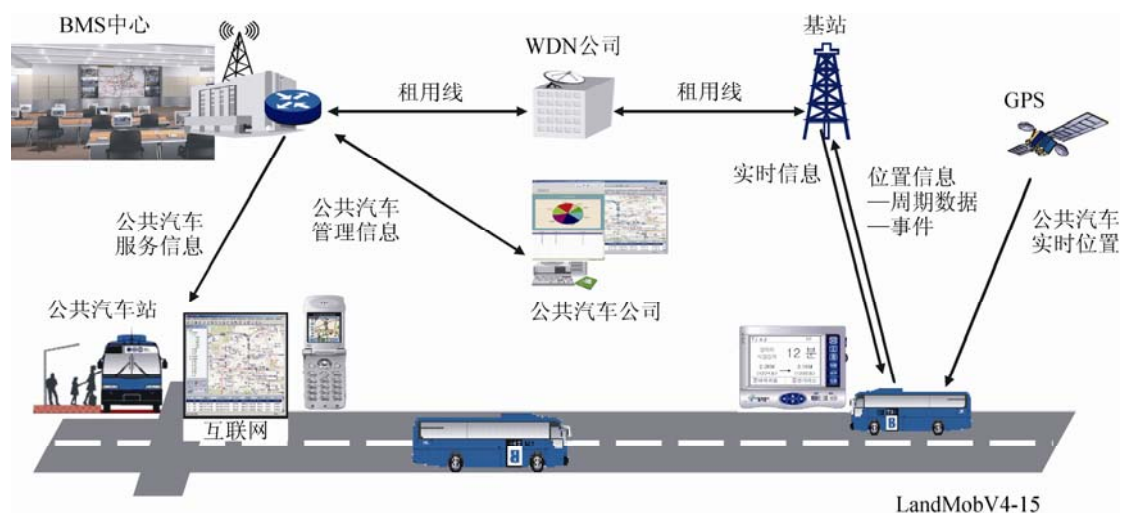 BMS中心
WDN公司
基站
GPS
租用线
租用线
实时信息
位置信息
—周期数据
—事件
公共汽车
实时位置
公共汽车
服务信息
公共汽车
管理信息
公共汽车站
公共汽车公司
12 분
互联网
B
B
LandMobV4-15